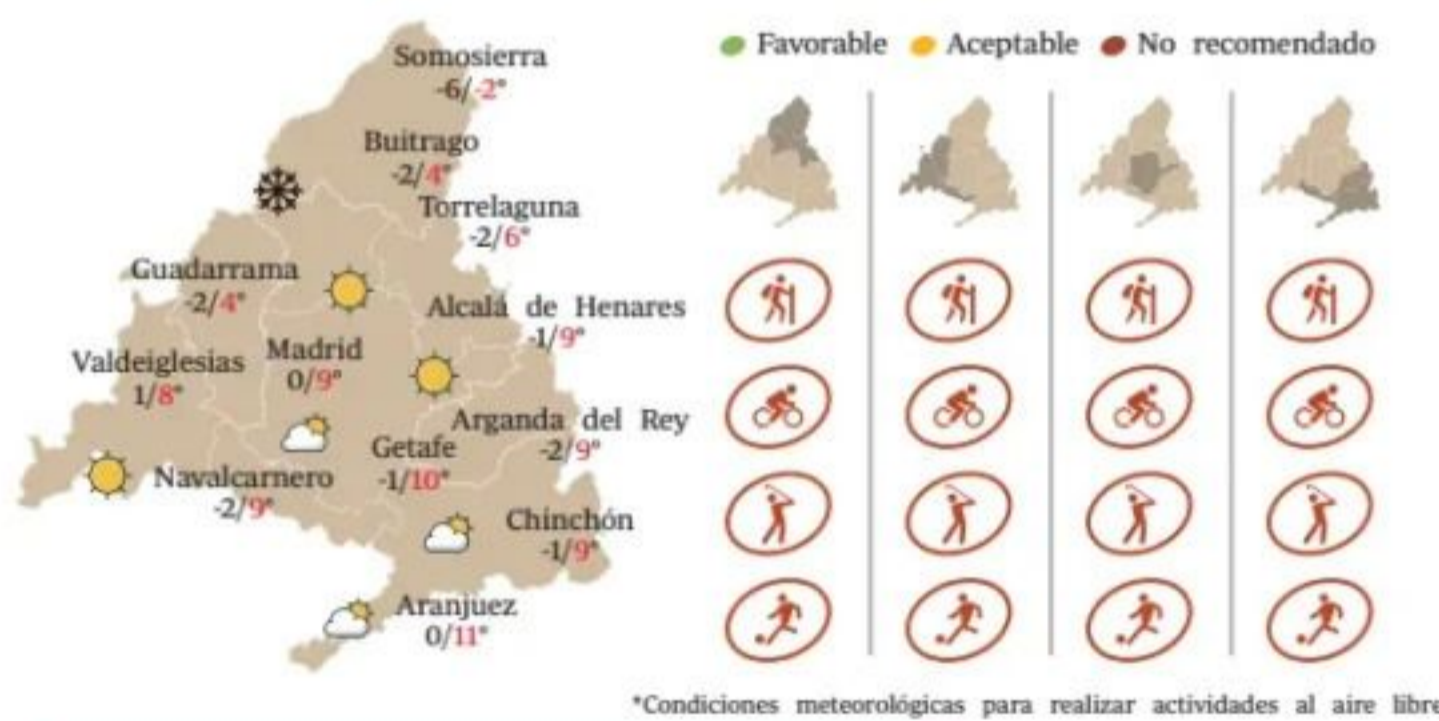 Somosierra
-6/-2°
Buitrago
-2/4°
Torrelaguna
-2/6°
Guadarrama
-2/4°
Alcalá de Henares
-1/9°
Valdeiglesias
1/8°
Madrid
0/9°
Arganda del Rey
-2/9°
Getafe
-1/10°
Navalcarnero
-2/9°
Chinchón
-1/9°
Aranjuez
0/11°
Favorable Aceptable No recomendado
*Condiciones meteorológicas para realizar actividades al aire libre